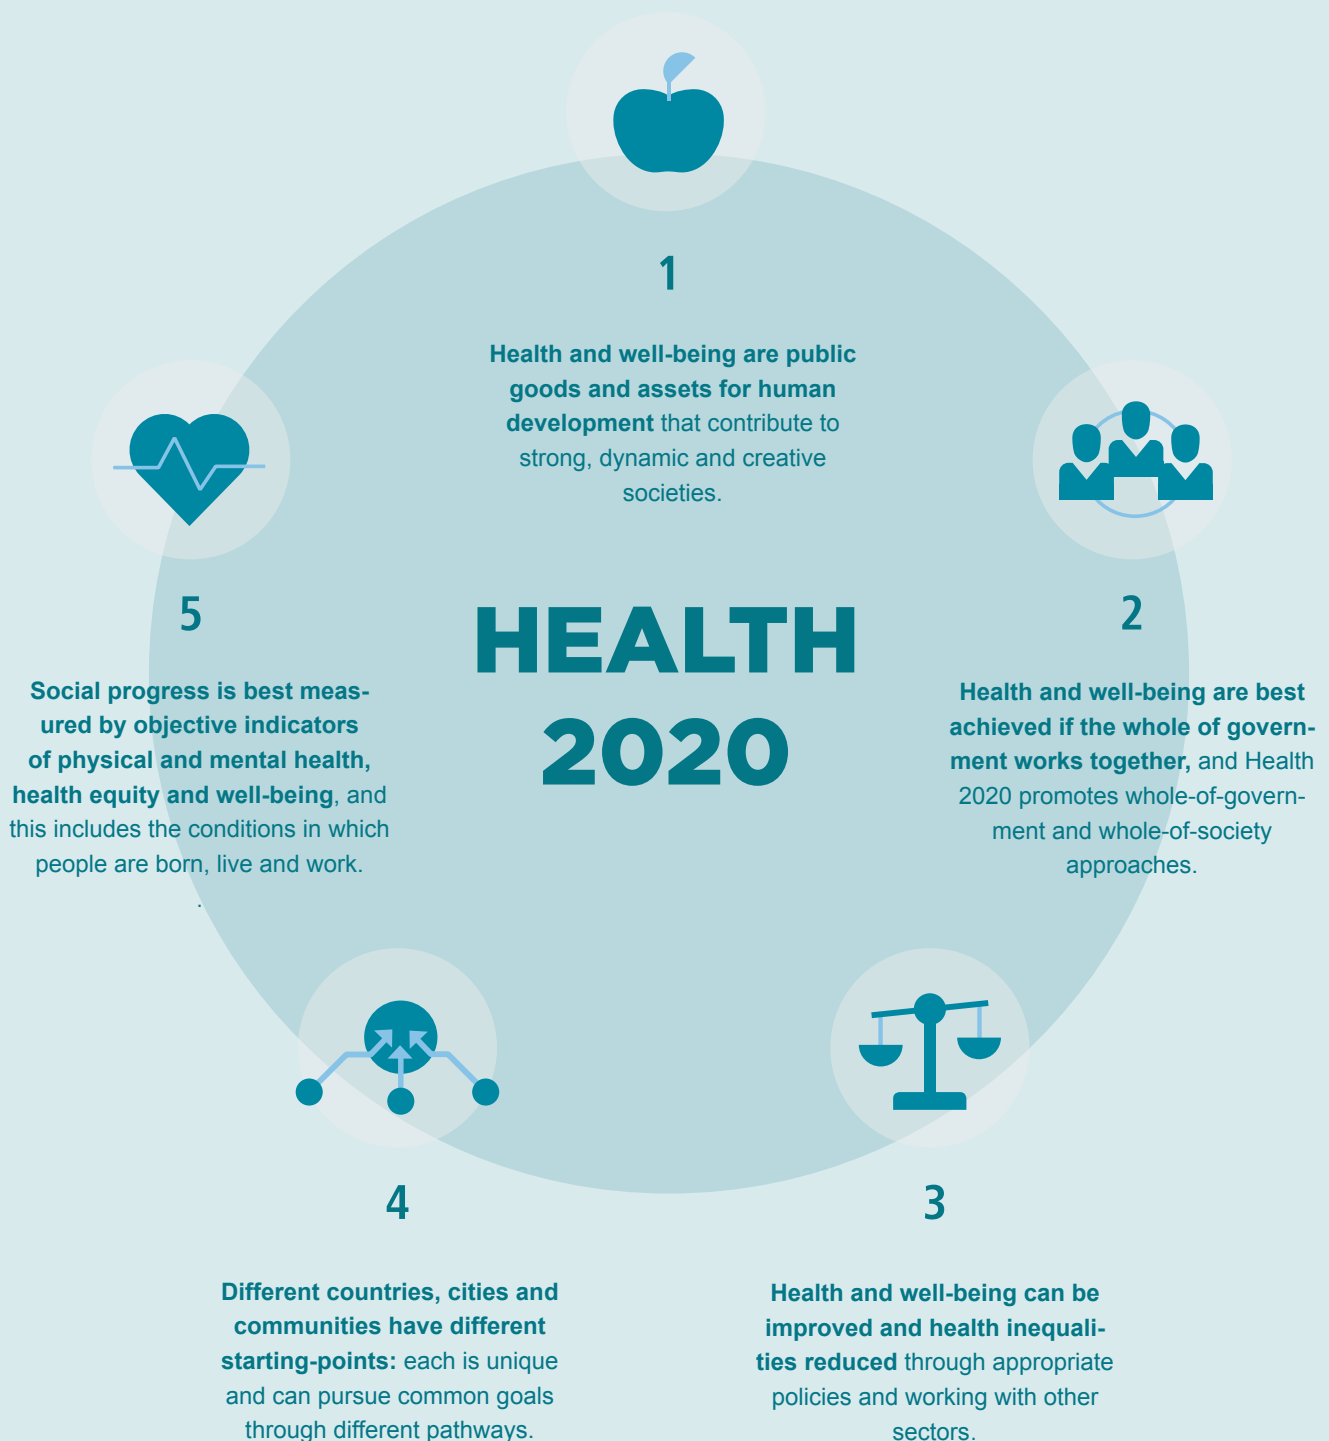 1
Health and well-being are public
goods and assets for human
development that contribute to
strong, dynamic and creative
societies.
HEALTH
2020
2
Health and well-being are best
achieved if the whole of govern-
ment works together, and Health
2020 promotes whole-of-govern-
ment and whole-of-society
approaches.
3
Health and well-being can be
improved and health inequali-
ties reduced through appropriate
policies and working with other
sectors.
4
Different countries, cities and
communities have different
starting-points: each is unique
and can pursue common goals
through different pathways.
5
Social progress is best meas-
ured by objective indicators
of physical and mental health,
health equity and well-being, and
this includes the conditions in which
people are born, live and work.
.